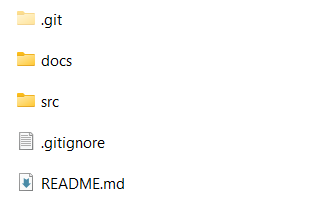 .git
docs
src
.gitignore
README.md